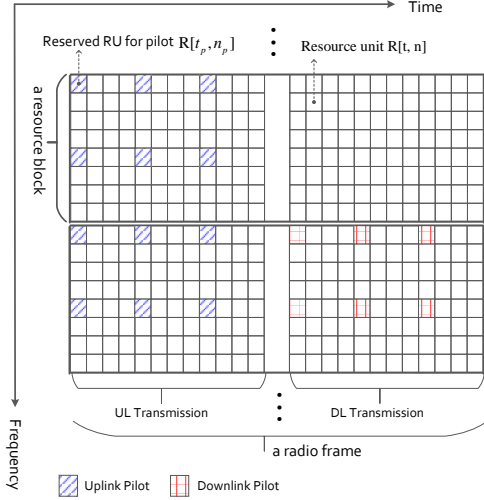 Time
Reserved RU for pilot R[t_p, n_p]
Resource unit R[t, n]
a resource block
UL Transmission
DL Transmission
a radio frame
Frequency
Uplink Pilot
Downlink Pilot